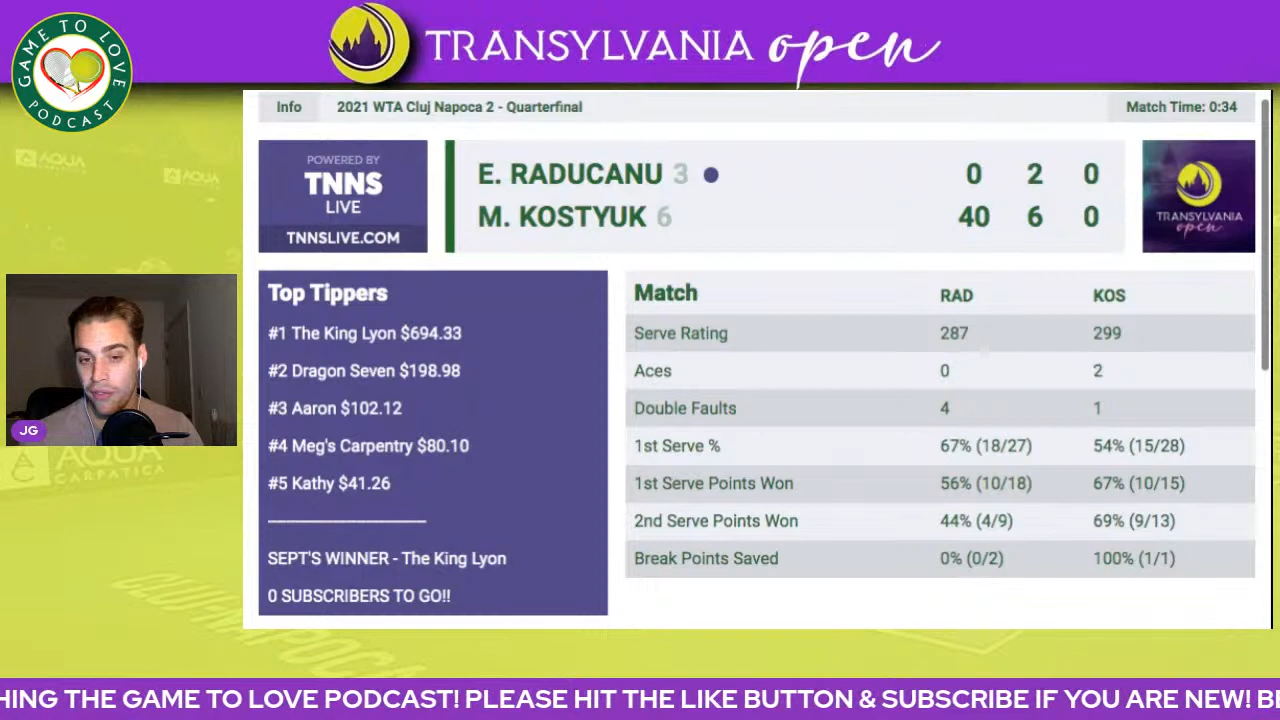 GAME TO LOVE PODCAST
TRANSYLVANIA open
Info 2021 WTA Cluj Napoca 2 - Quarterfinal Match Time: 0:34
POWERED BY
TNNS
LIVE
TNNSLIVE.COM
E. RADUCANU 3 0 2 0
M. KOSTYUK 6 40 6 0
TRANSYLVANIA
open
Top Tippers
#1 The King Lyon $694.33
#2 Dragon Seven $198.98
#3 Aaron $102.12
#4 Meg's Carpentry $80.10
#5 Kathy $41.26
SEPT'S WINNER - The King Lyon
0 SUBSCRIBERS TO GO!!
Match RAD KOS
Serve Rating 287 299
Aces 0 2
Double Faults 4 1
1st Serve % 67% (18/27) 54% (15/28)
1st Serve Points Won 56% (10/18) 67% (10/15)
2nd Serve Points Won 44% (4/9) 69% (9/13)
Break Points Saved 0% (0/2) 100% (1/1)
JG
AQUA
CARPATICA
AQUA
CARPATICA
CLUJ-NAPOCA
HING THE GAME TO LOVE PODCAST! PLEASE HIT THE LIKE BUTTON & SUBSCRIBE IF YOU ARE NEW! BE